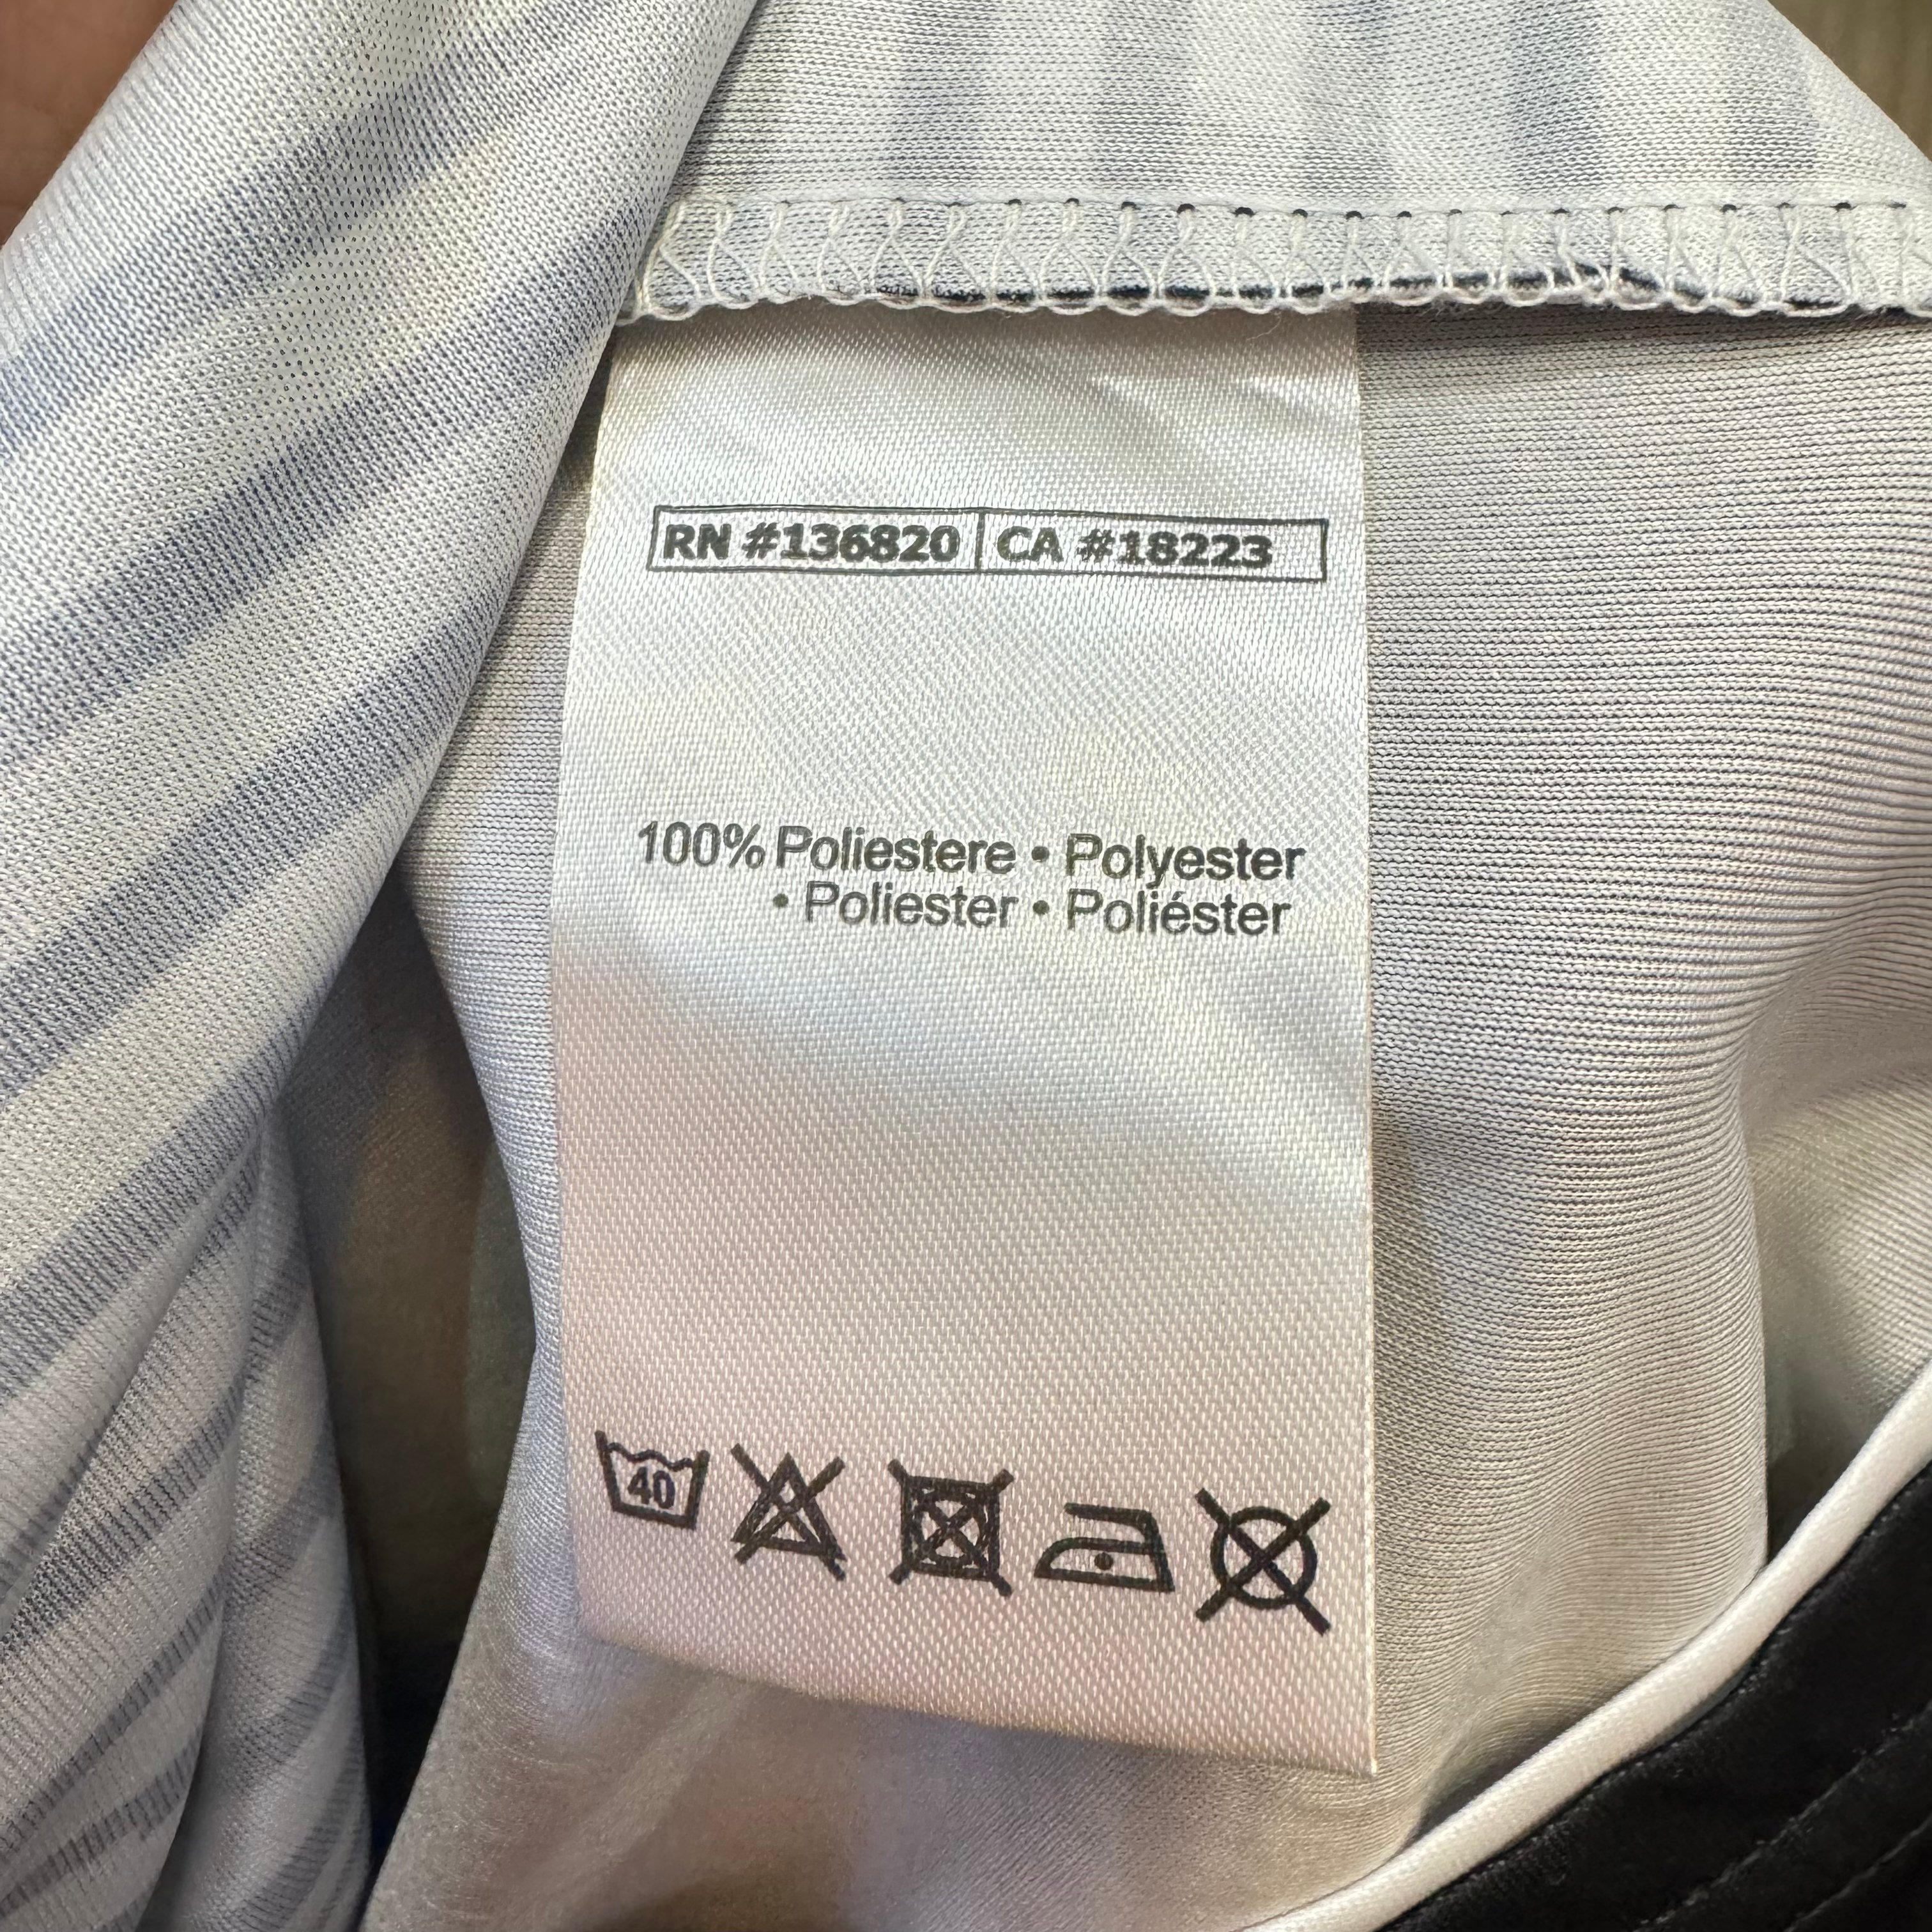 RN #136820 CA #18223
100% Poliestere • Polyester
• Poliester • Poliéster
40